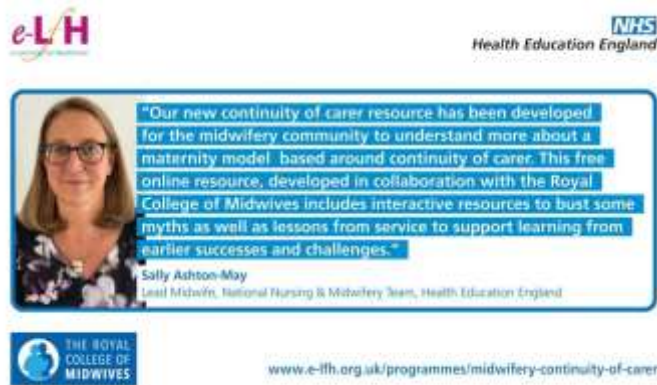 e-LfH
NHS
Health Education England
"Our new continuity of carer resource has been developed
for the midwifery community to understand more about a
maternity model based around continuity of carer. This free
online resource, developed in collaboration with the Royal
College of Midwives includes interactive resources to bust some
myths as well as lessons from service to support learning from
earlier successes and challenges."
Sally Ashton-May
Lead Midwife, National Nursing & Midwifery Team, Health Education England
THE ROYAL
COLLEGE OF
MIDWIVES
www.e-lfh.org.uk/programmes/midwifery-continuity-of-carer